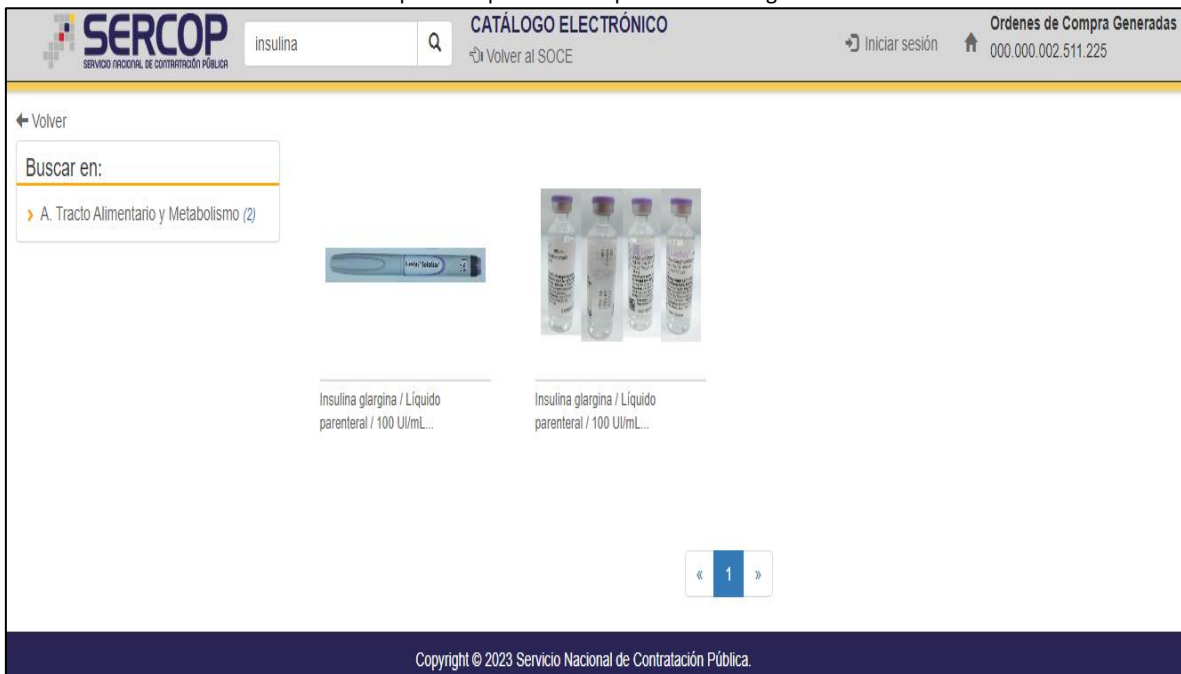 SERCOP
SERVICIO NACIONAL DE CONTRATACIÓN PÚBLICA
insulina
CATÁLOGO ELECTRÓNICO
Volver al SOCE
Iniciar sesión
Ordenes de Compra Generadas
000.000.002.511.225
Volver
Buscar en:
A. Tracto Alimentario y Metabolismo (2)
Insulina glargina / Líquido
parenteral / 100 UI/mL...
Insulina glargina / Líquido
parenteral / 100 UI/mL...
« 1 »
Copyright © 2023 Servicio Nacional de Contratación Pública.